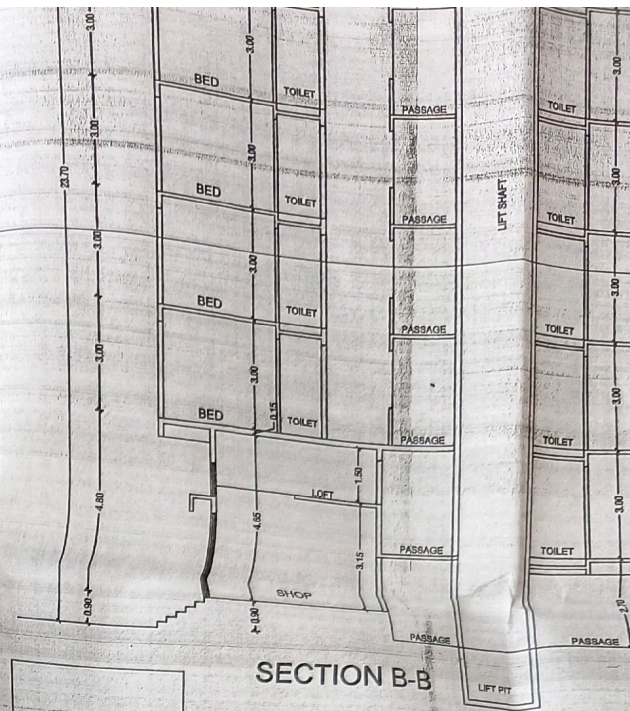 3.00
3.00
3.00
BED
TOILET
PASSAGE
TOILET
3.00
3.00
3.00
23.70
BED
TOILET
PASSAGE
LIFT SHAFT
TOILET
3.00
3.00
3.00
BED
TOILET
PASSAGE
TOILET
3.00
3.00
3.00
BED
0.15
TOILET
PASSAGE
TOILET
4.80
4.65
LOFT
1.50
3.15
PASSAGE
TOILET
3.00
0.90
0.90
SHOP
PASSAGE
PASSAGE
2.70
SECTION B-B
LIFT PIT